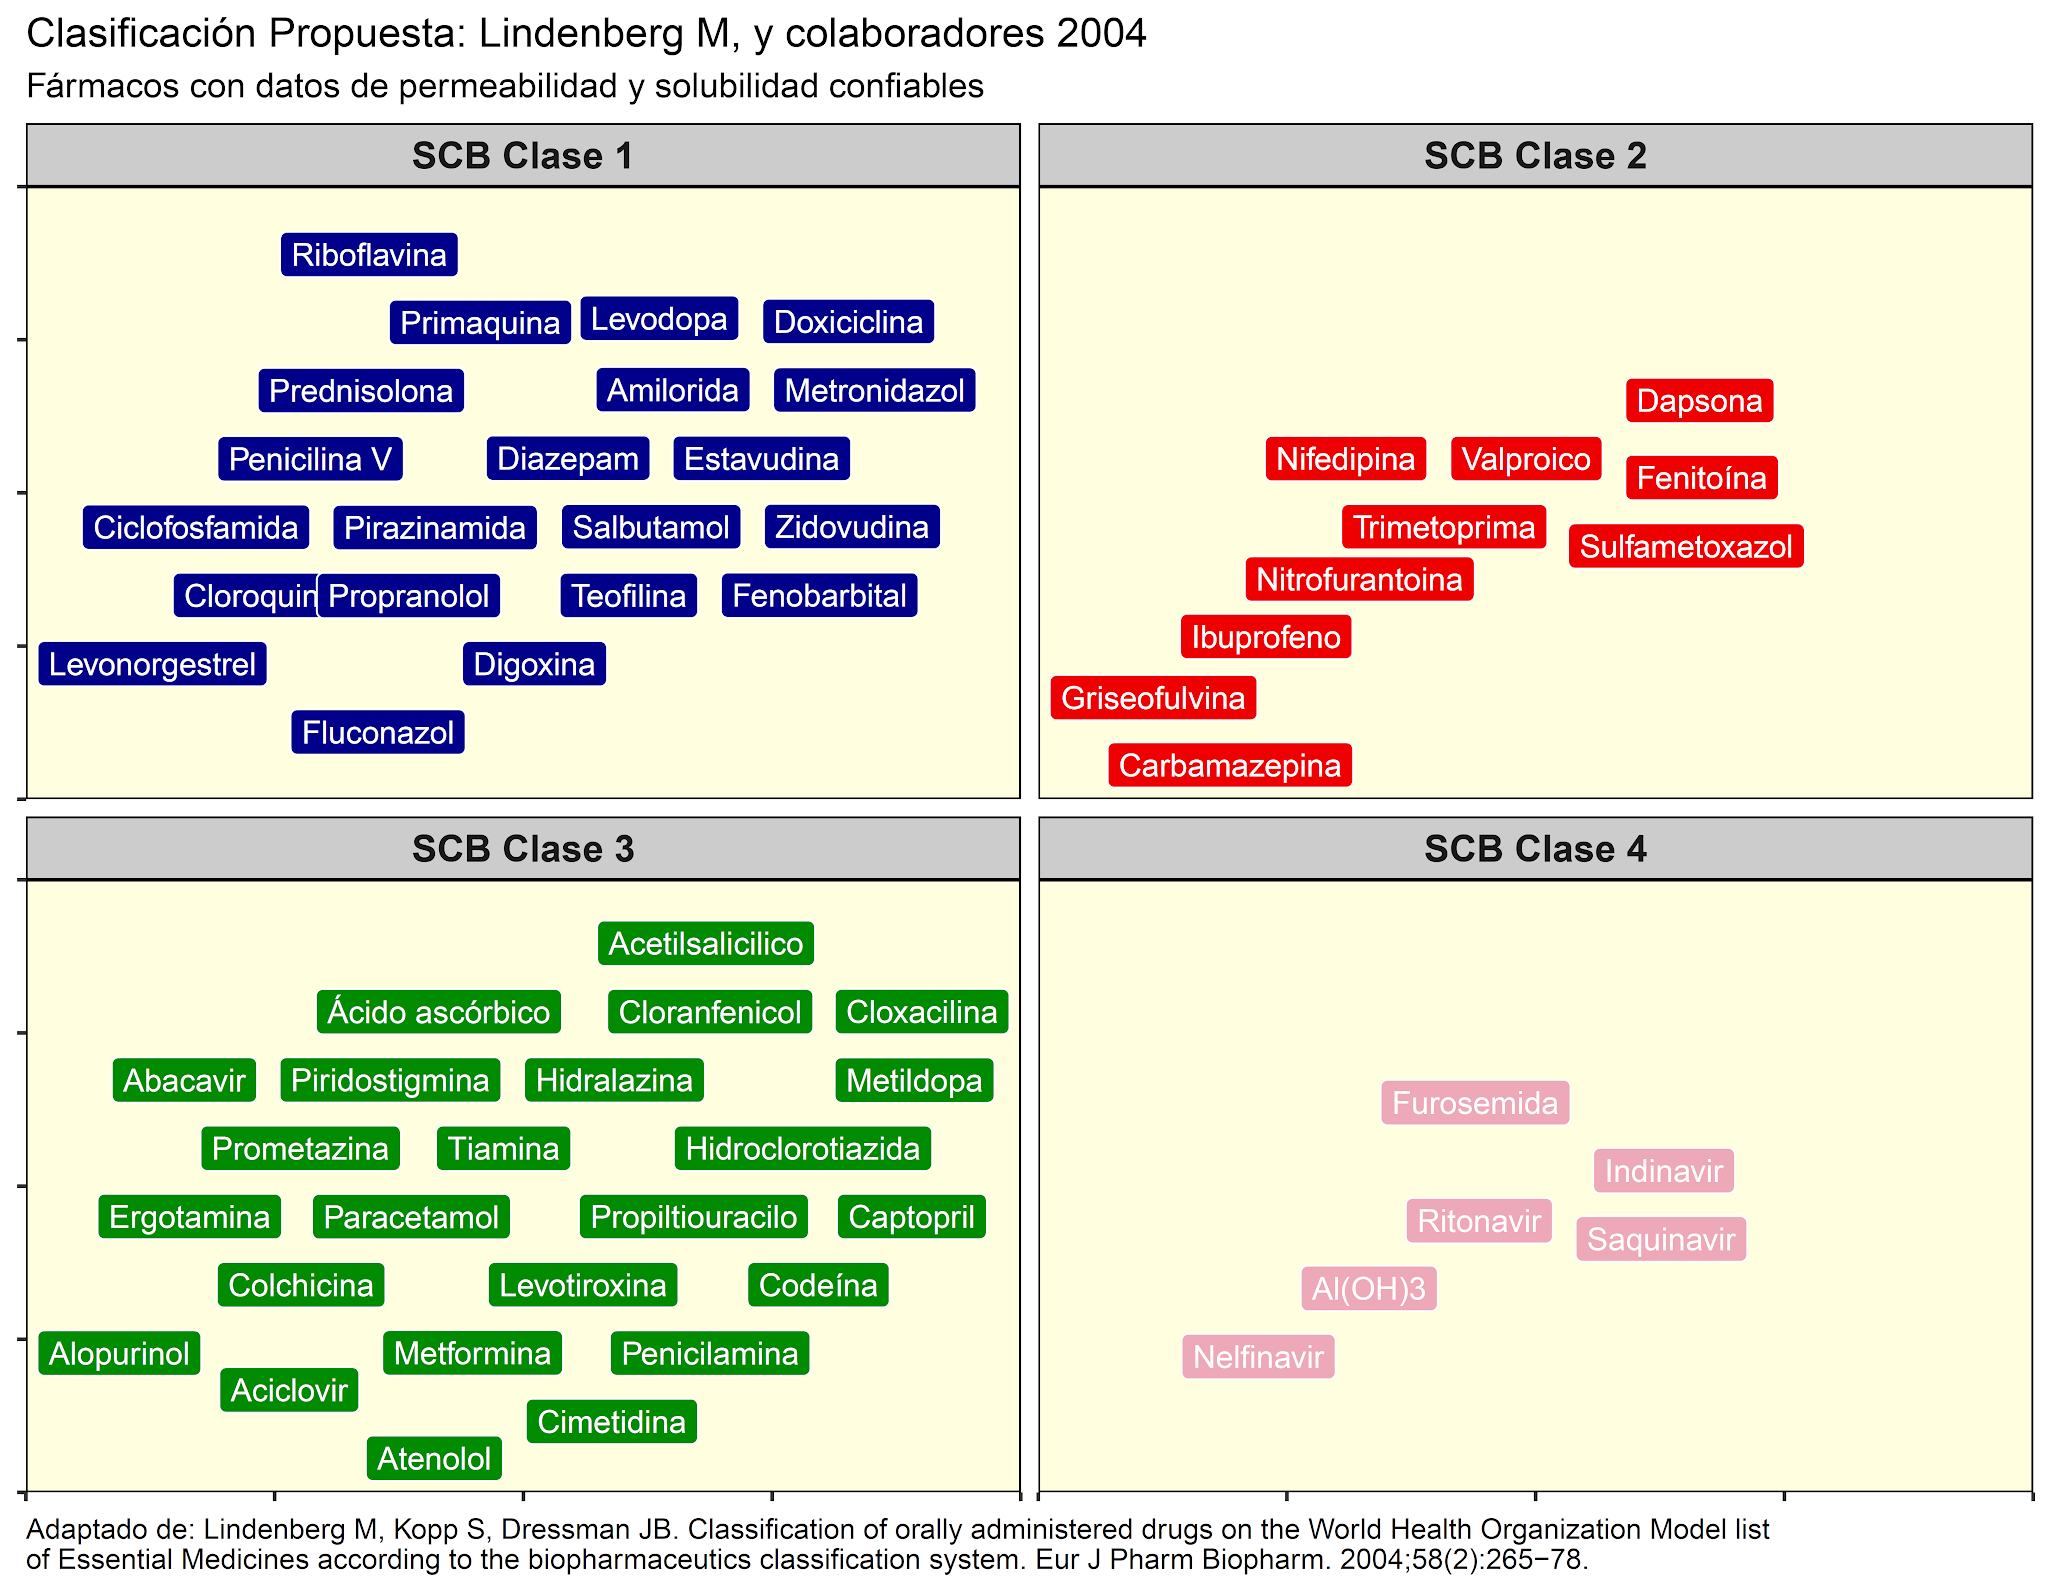 Clasificación Propuesta: Lindenberg M, y colaboradores 2004
Fármacos con datos de permeabilidad y solubilidad confiables
SCB Clase 1
Riboflavina
Primaquina
Levodopa
Doxiciclina
Prednisolona
Amilorida
Metronidazol
Penicilina V
Diazepam
Estavudina
Ciclofosfamida
Pirazinamida
Salbutamol
Zidovudina
Cloroquin
Propranolol
Teofilina
Fenobarbital
Levonorgestrel
Digoxina
Fluconazol
SCB Clase 2
Dapsona
Nifedipina
Valproico
Fenitoína
Trimetoprima
Sulfametoxazol
Nitrofurantoina
Ibuprofeno
Griseofulvina
Carbamazepina
SCB Clase 3
Acetilsalicilico
Ácido ascórbico
Cloranfenicol
Cloxacilina
Abacavir
Piridostigmina
Hidralazina
Metildopa
Prometazina
Tiamina
Hidroclorotiazida
Ergotamina
Paracetamol
Propiltiouracilo
Captopril
Colchicina
Levotiroxina
Codeína
Alopurinol
Metformina
Penicilamina
Aciclovir
Cimetidina
Atenolol
SCB Clase 4
Furosemida
Indinavir
Ritonavir
Saquinavir
Al(OH)3
Nelfinavir
Adaptado de: Lindenberg M, Kopp S, Dressman JB. Classification of orally administered drugs on the World Health Organization Model list
of Essential Medicines according to the biopharmaceutics classification system. Eur J Pharm Biopharm. 2004;58(2):265−78.